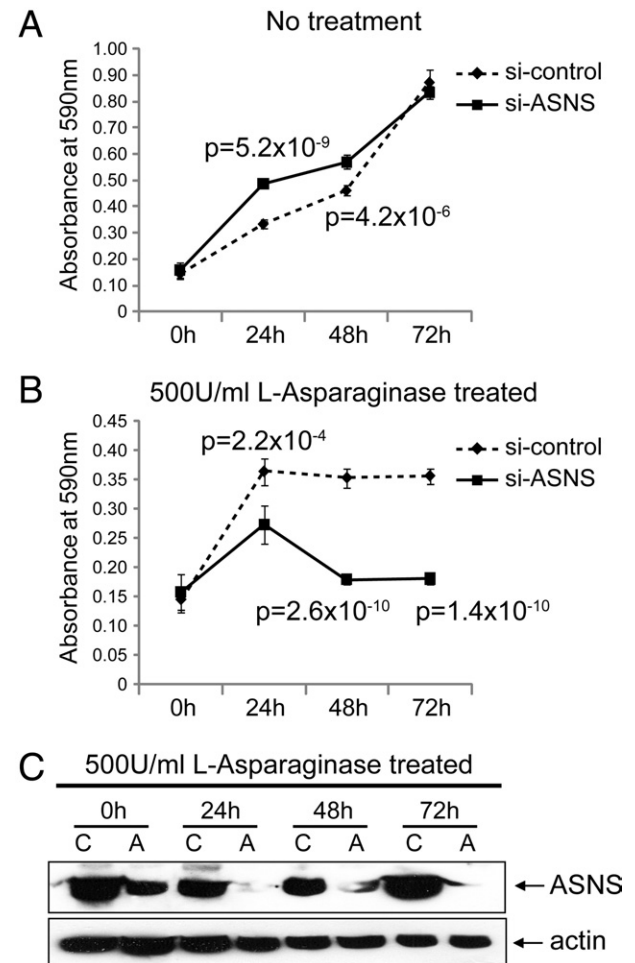 A
No treatment
Absorbance at 590nm
1.00
0.90
0.80
0.70
0.60
0.50
0.40
0.30
0.20
0.10
0
p=5.2x10⁻⁹
p=4.2x10⁻⁶
si-control
si-ASNS
0h 24h 48h 72h
B
500U/ml L-Asparaginase treated
Absorbance at 590nm
0.45
0.40
0.35
0.30
0.25
0.20
0.15
0.10
0.05
0
p=2.2x10⁻⁴
p=2.6x10⁻¹⁰ p=1.4x10⁻¹⁰
si-control
si-ASNS
0h 24h 48h 72h
C
500U/ml L-Asparaginase treated
0h 24h 48h 72h
C A C A C A C A
ASNS
actin